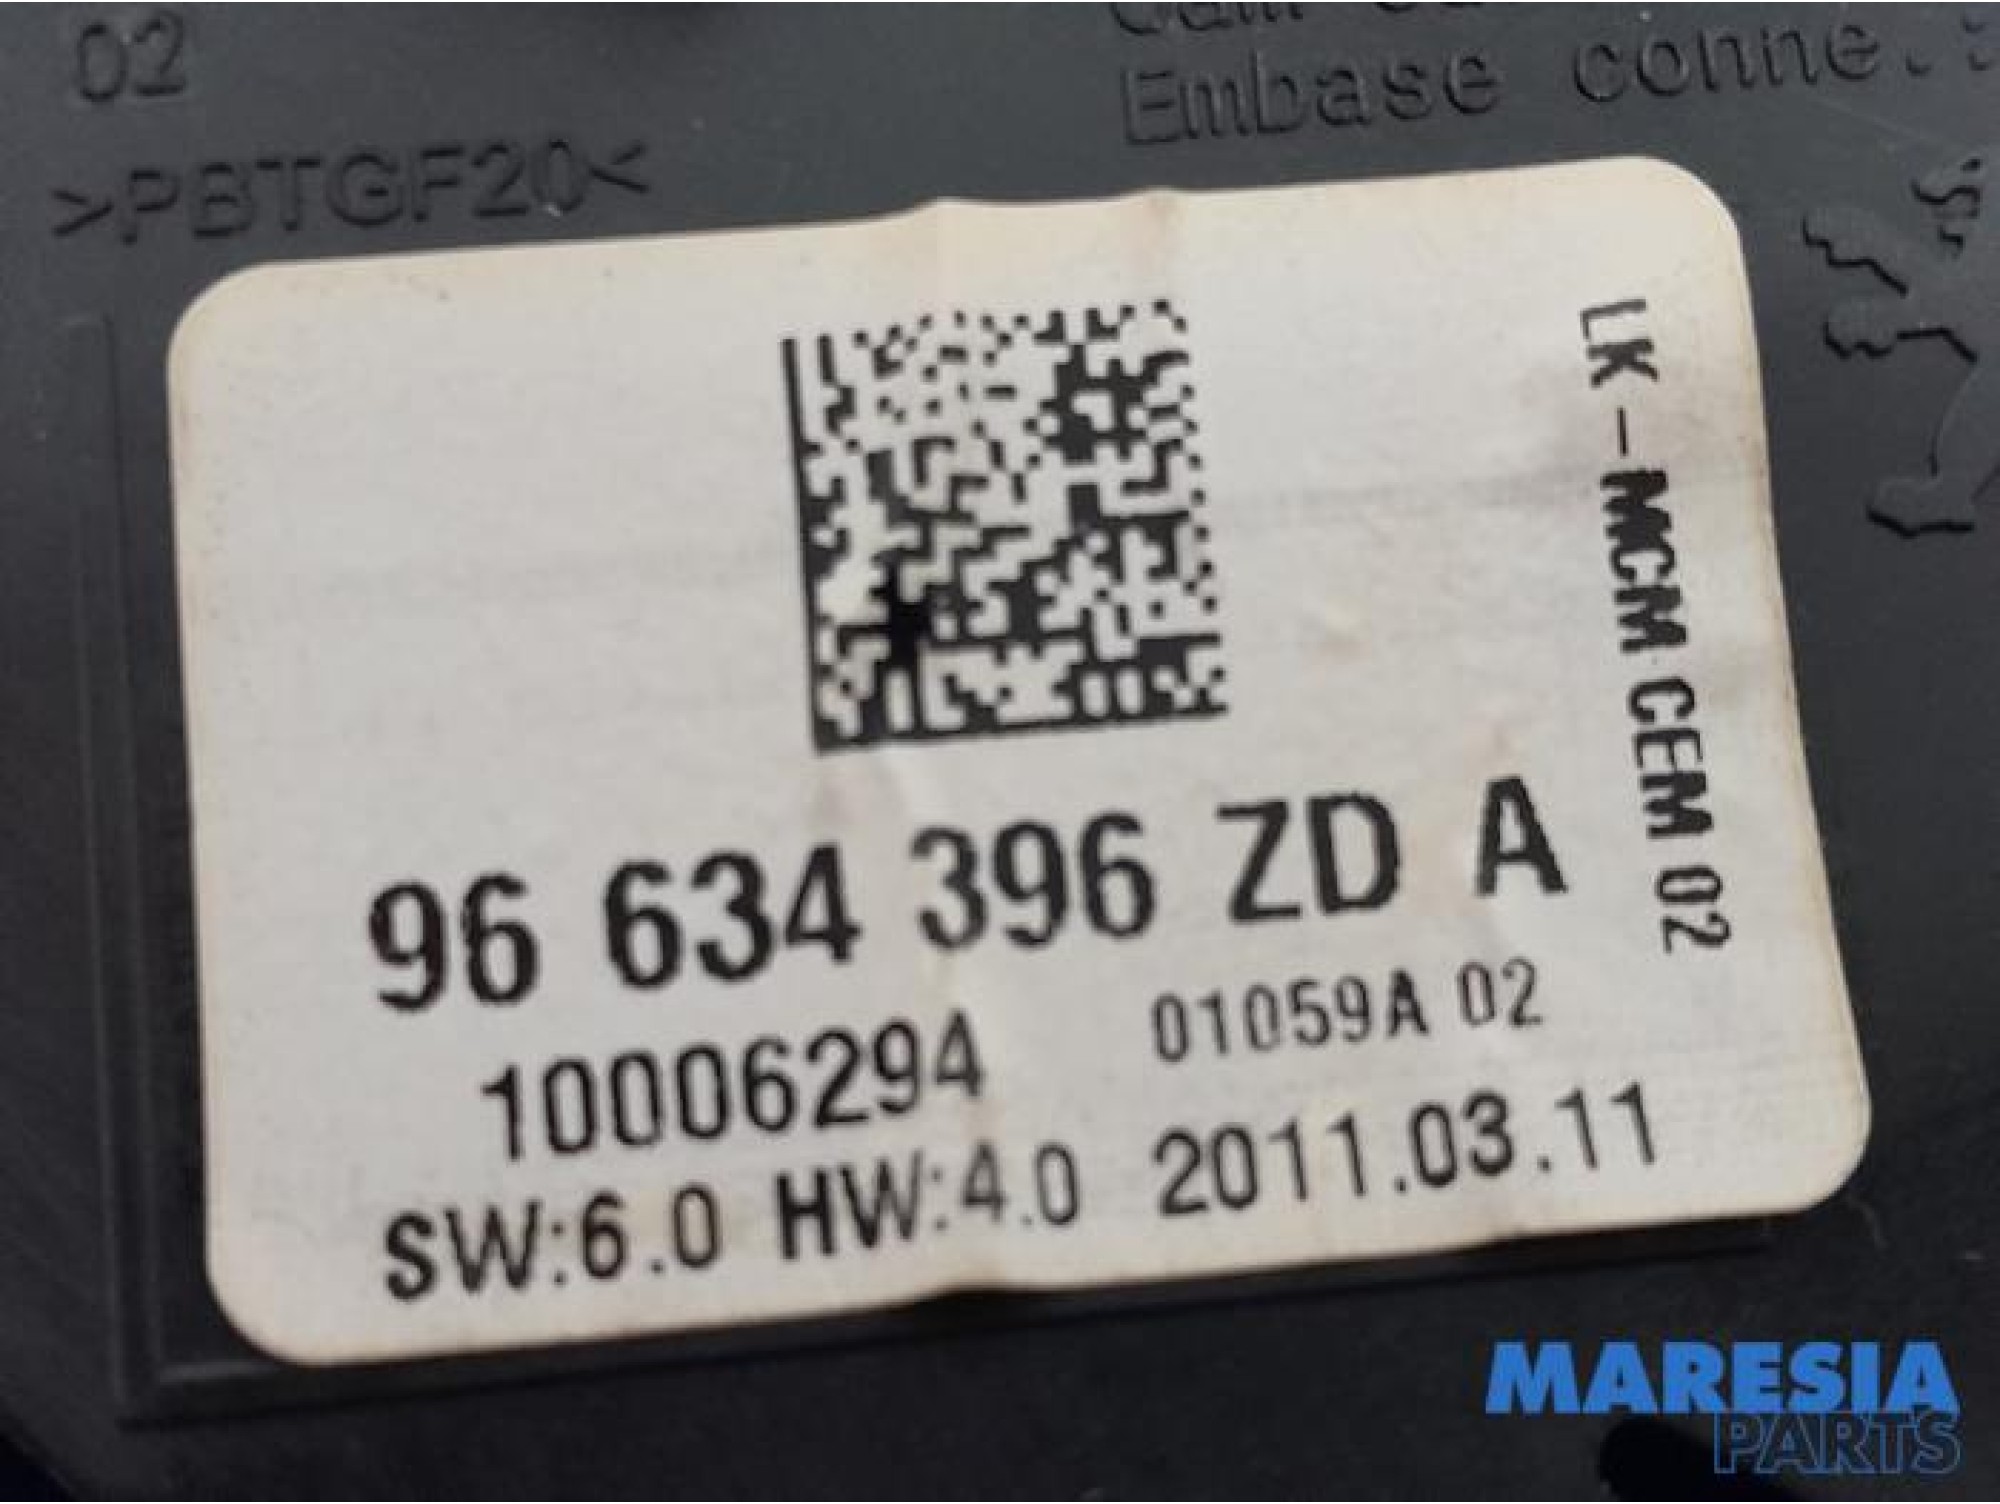 02
Embase conne..
>PBTGF20<
LK-MCM CEM 02
96 634 396 ZD A
10006294 01059A 02
SW:6.0 HW:4.0 2011.03.11
MARESIA
PARTS